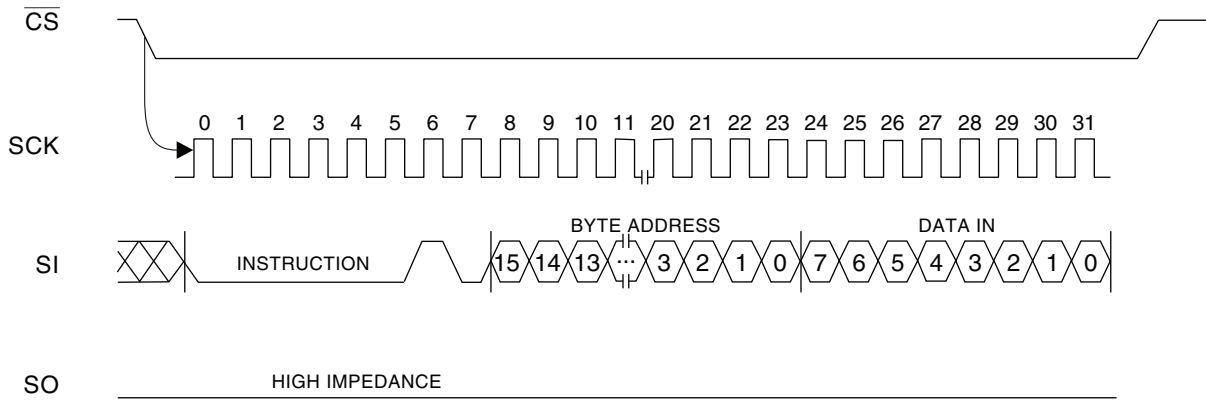 CS
0 1 2 3 4 5 6 7 8 9 10 11 20 21 22 23 24 25 26 27 28 29 30 31
SCK
BYTE ADDRESS DATA IN
SI INSTRUCTION 15 14 13 ... 3 2 1 0 7 6 5 4 3 2 1 0
SO HIGH IMPEDANCE